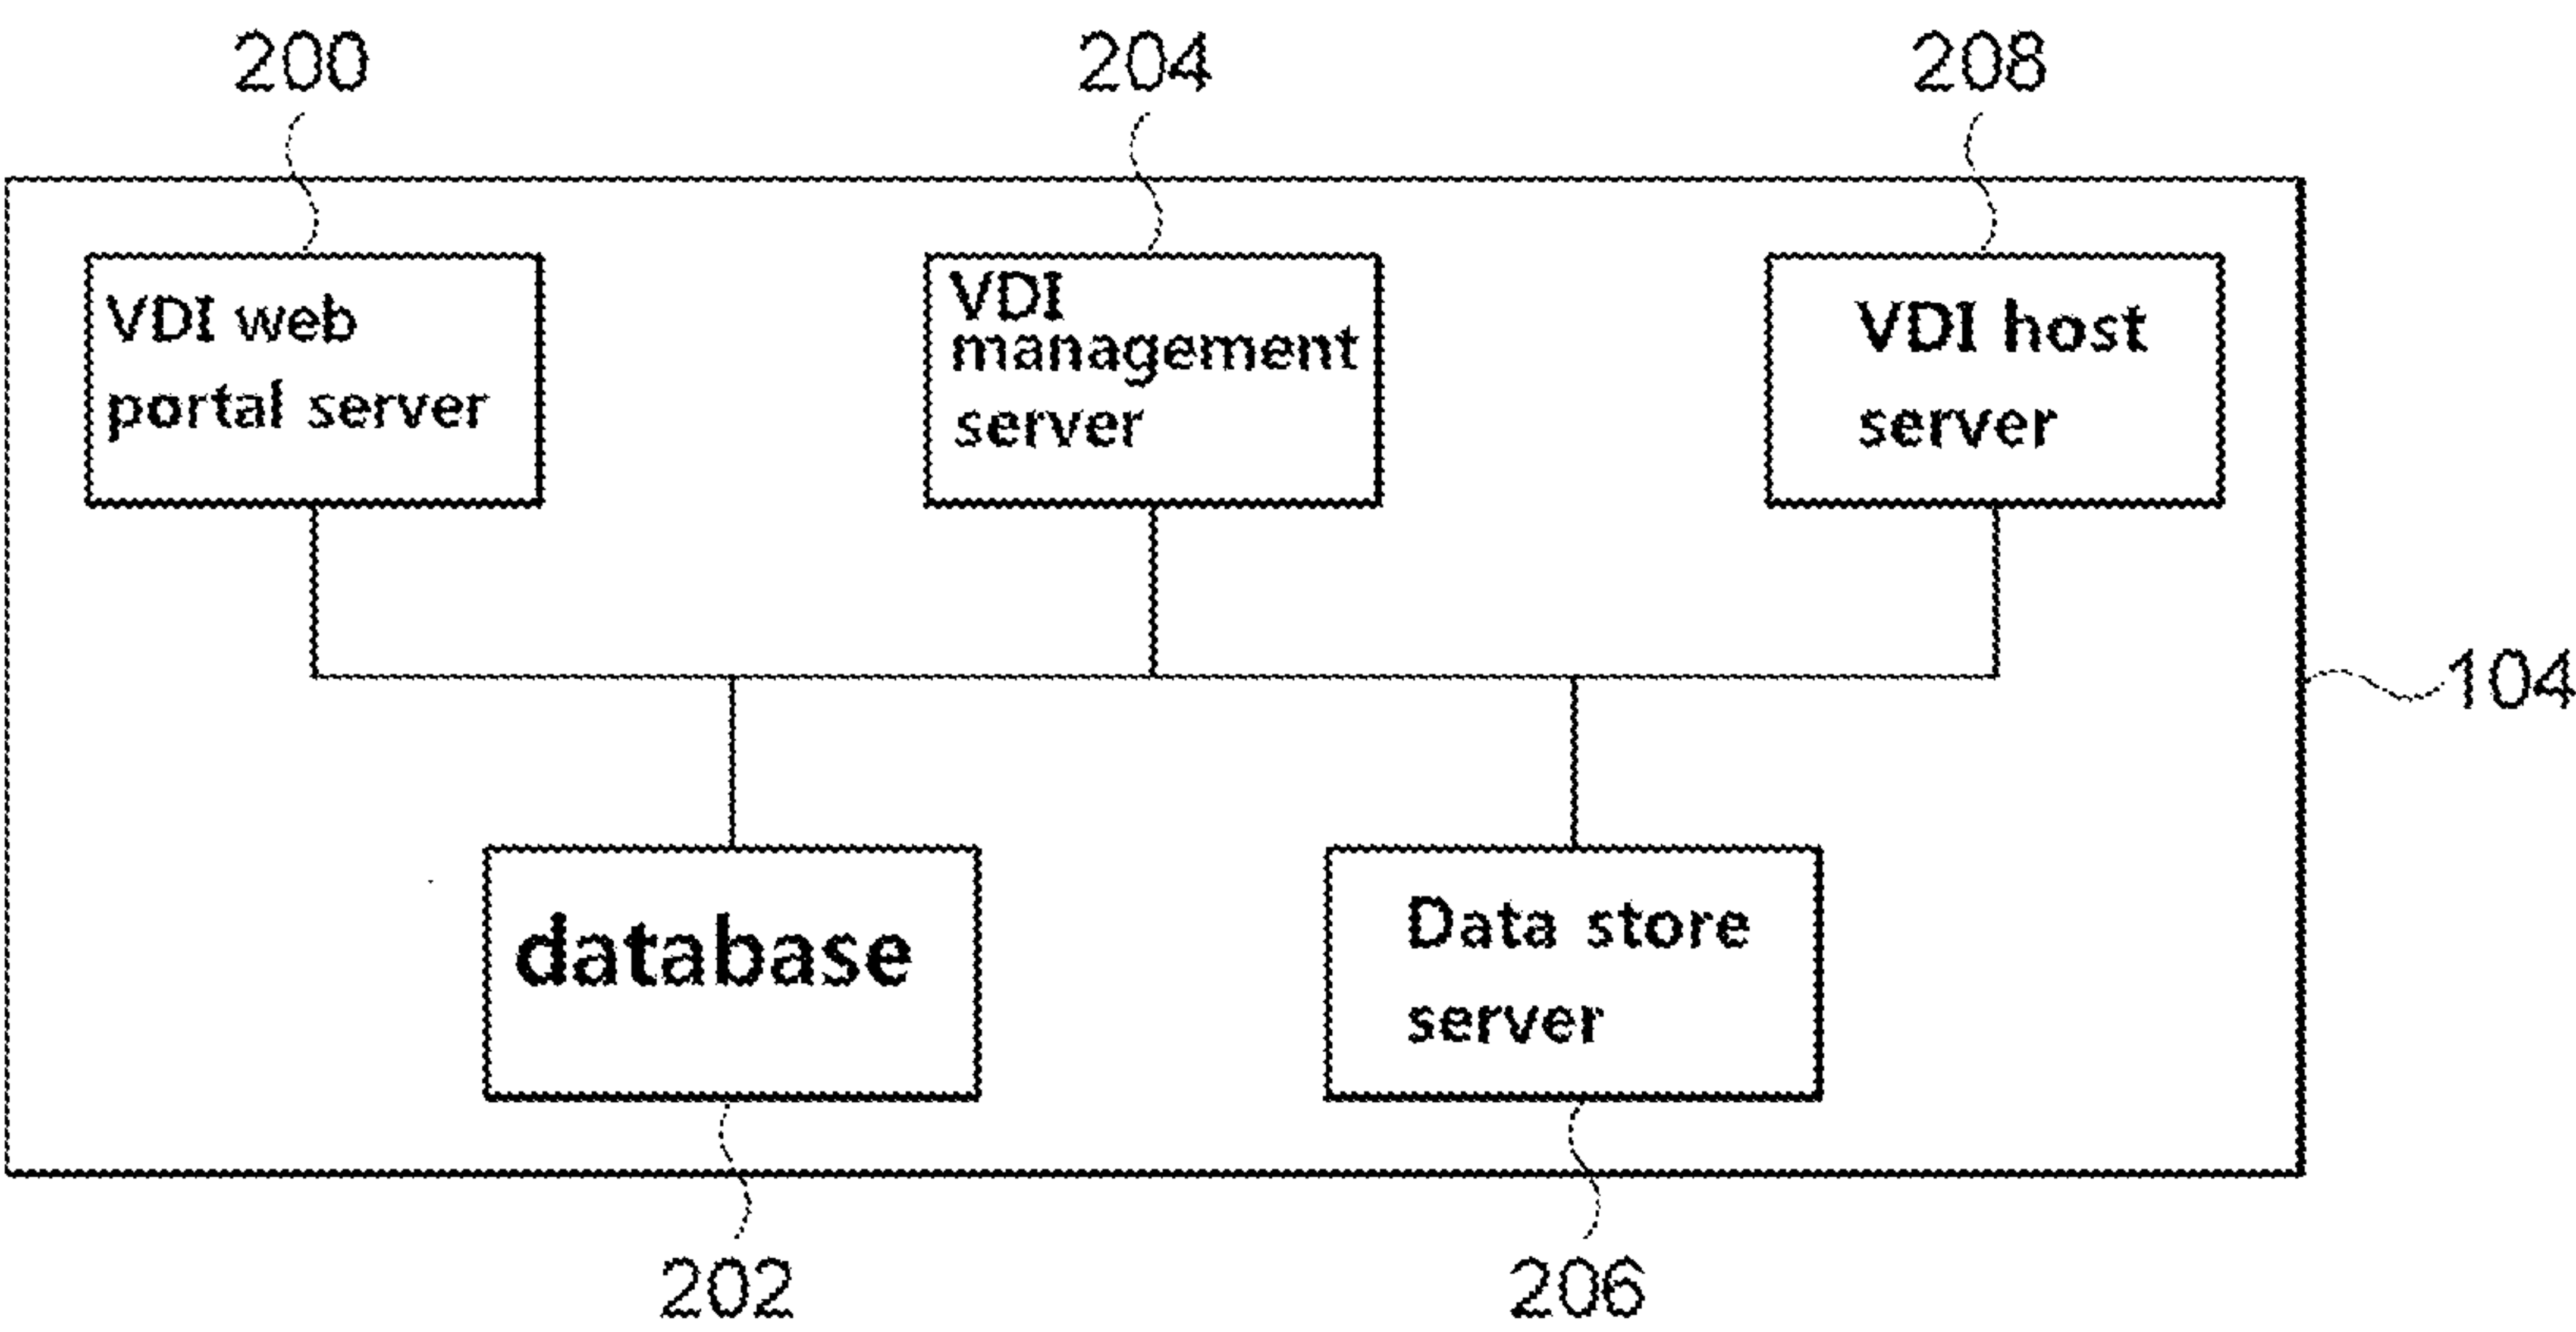 200
204
208
VDI web
portal server
VDI
management
server
VDI host
server
104
database
Data store
server
202
206